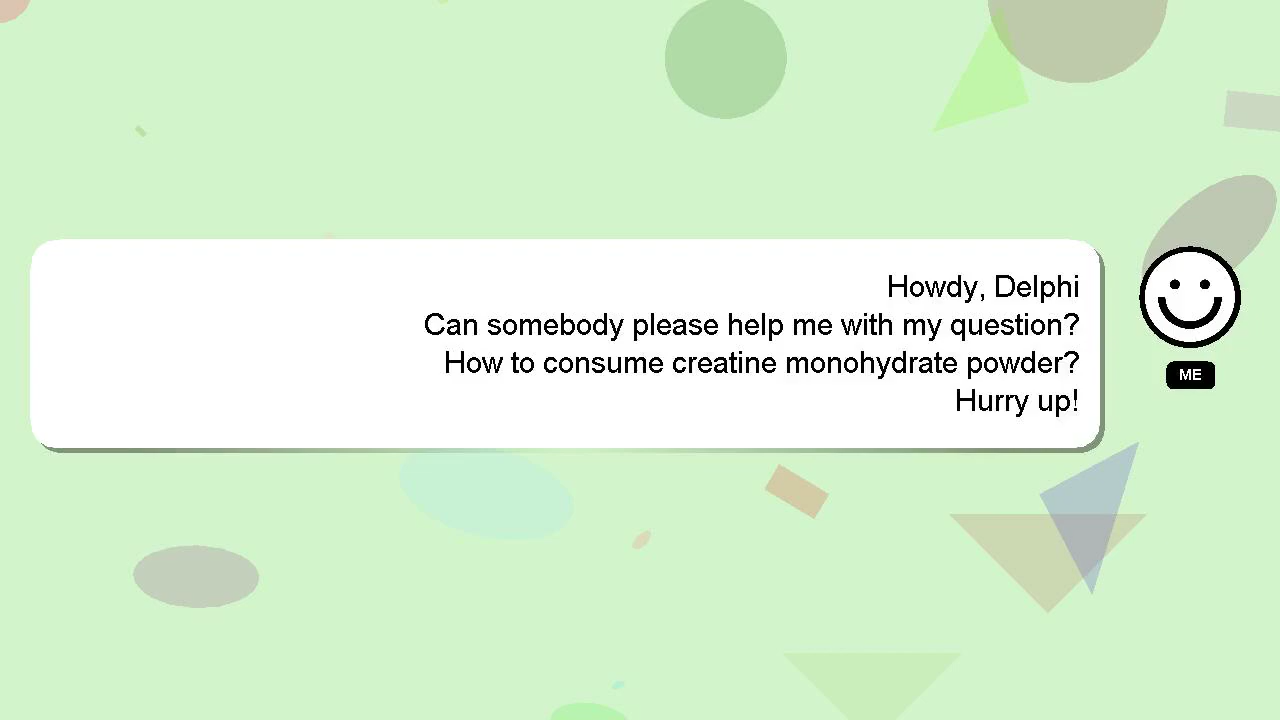 Howdy, Delphi
Can somebody please help me with my question?
How to consume creatine monohydrate powder?
Hurry up!
ME